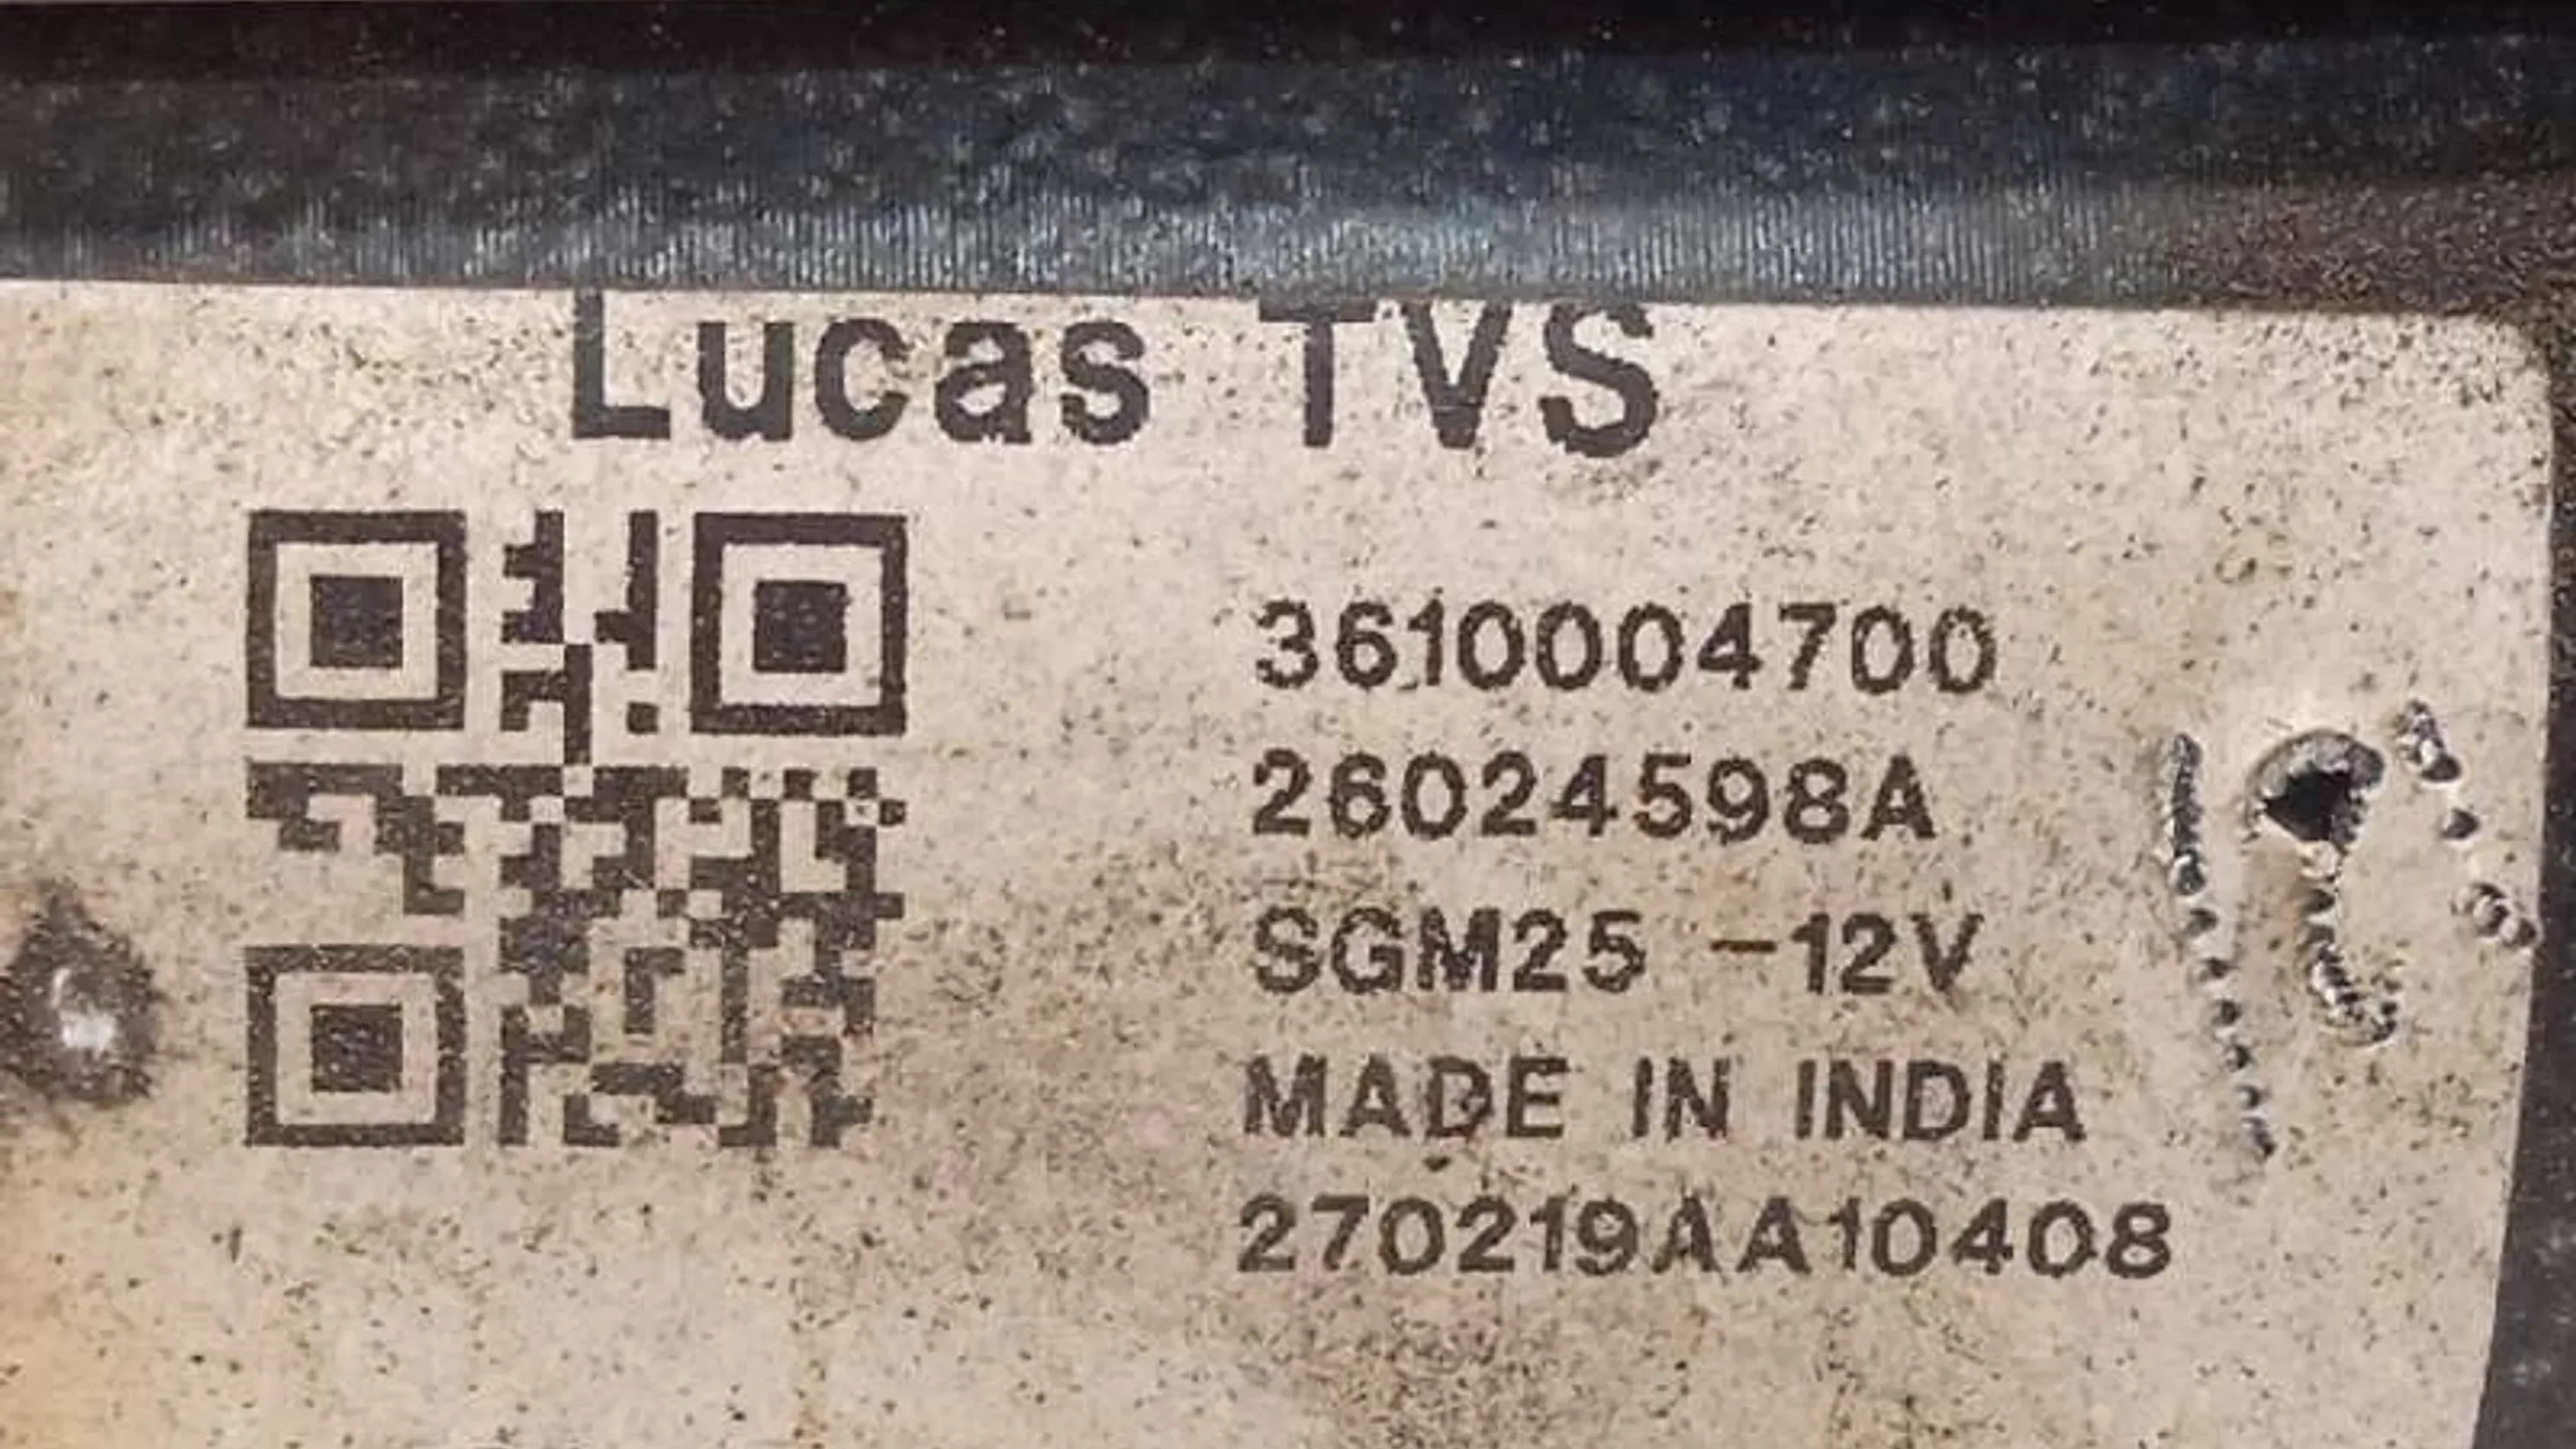 Lucas TVS
3610004700
26024598A
SGM25 -12V
MADE IN INDIA
270219AA10408